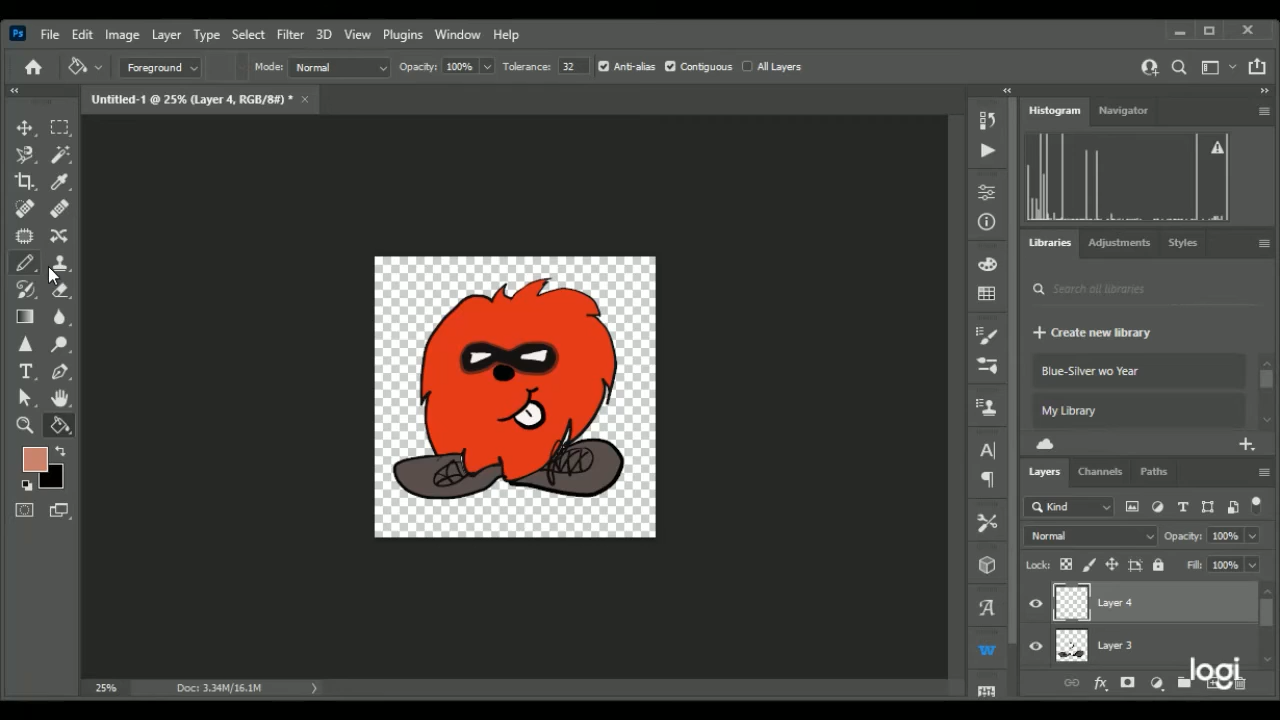 Ps File Edit Image Layer Type Select Filter 3D View Plugins Window Help
Foreground Mode: Normal Opacity: 100% Tolerance: 32 Anti-alias Contiguous All Layers
Untitled-1 @ 25% (Layer 4, RGB/8#) *
Histogram Navigator
Libraries Adjustments Styles
Search all libraries
Create new library
Blue-Silver wo Year
My Library
Layers Channels Paths
Kind
Normal Opacity: 100%
Lock: Fill: 100%
Layer 4
Layer 3
fx
logi
25% Doc: 3.34M/16.1M